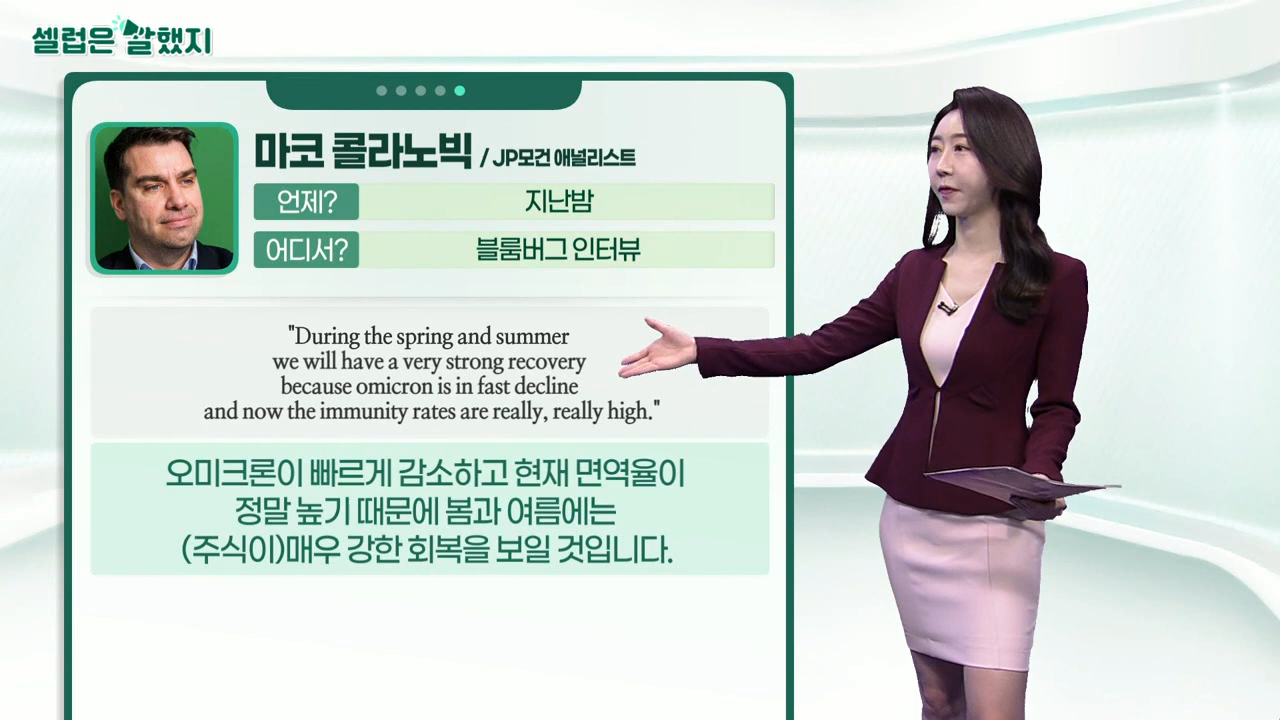 셀럽은 말했지
마코 콜라노빅 / JP모건 애널리스트
언제? 지난밤
어디서? 블룸버그 인터뷰
"During the spring and summer
we will have a very strong recovery
because omicron is in fast decline
and now the immunity rates are really, really high."
오미크론이 빠르게 감소하고 현재 면역율이
정말 높기 때문에 봄과 여름에는
(주식이)매우 강한 회복을 보일 것입니다.